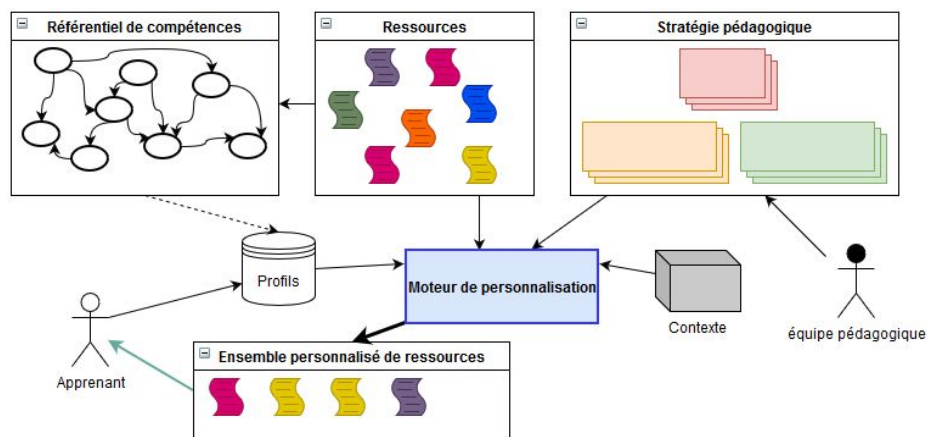 Référentiel de compétences
Ressources
Stratégie pédagogique
Profils
Moteur de personnalisation
Contexte
équipe pédagogique
Apprenant
Ensemble personnalisé de ressources